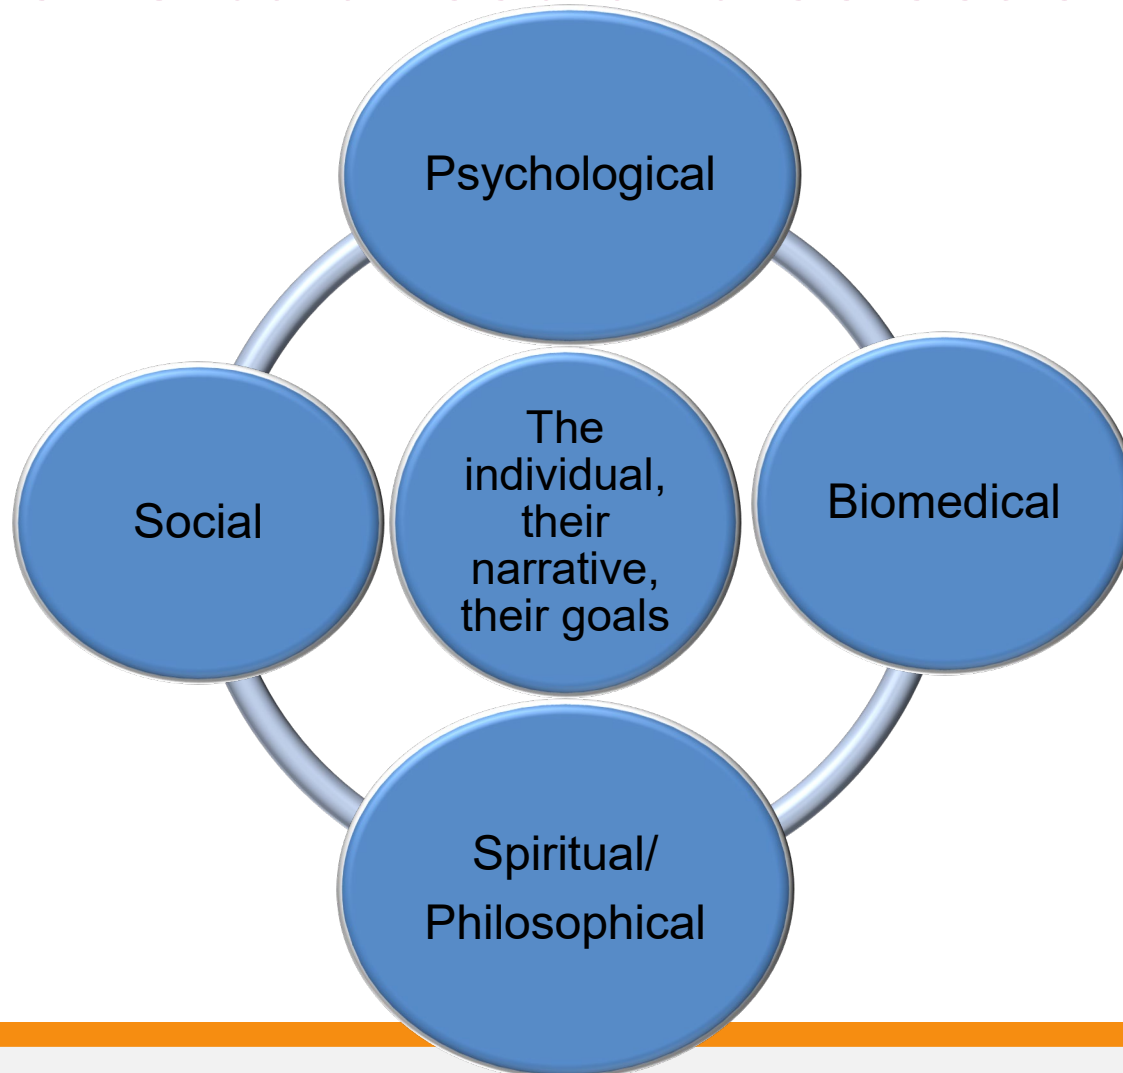 Psychological
Social
The
individual,
their
narrative,
their goals
Biomedical
Spiritual/
Philosophical